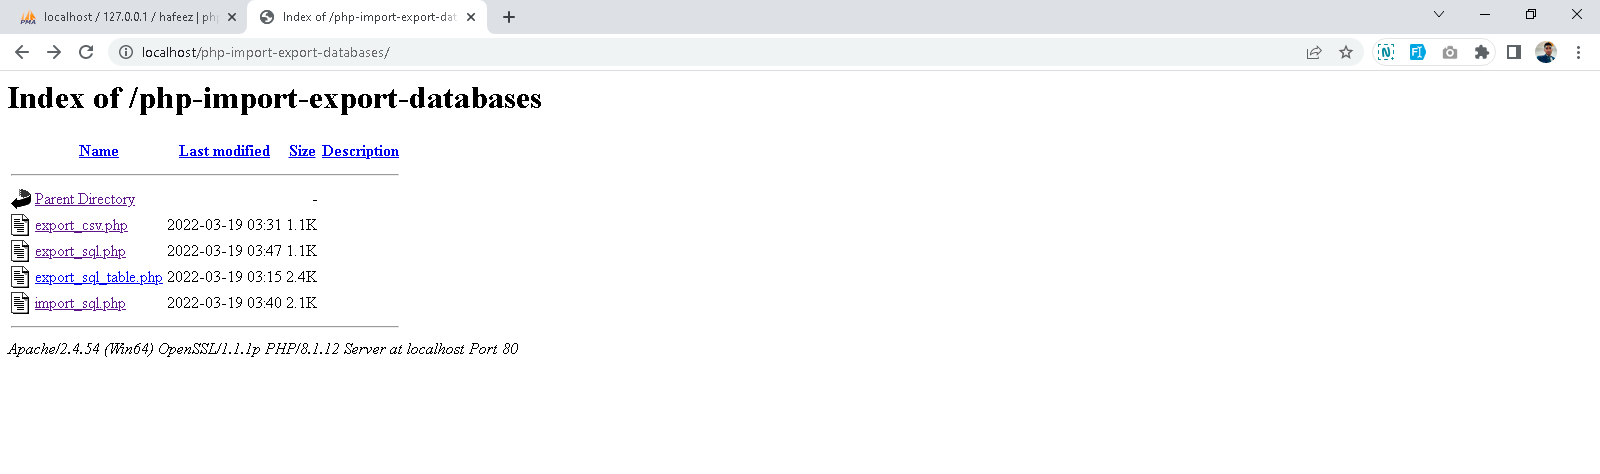 localhost / 127.0.0.1 / hafeez | php
Index of /php-import-export-dat
localhost/php-import-export-databases/
Index of /php-import-export-databases
Name Last modified Size Description
Parent Directory -
export_csv.php 2022-03-19 03:31 1.1K
export_sql.php 2022-03-19 03:47 1.1K
export_sql_table.php 2022-03-19 03:15 2.4K
import_sql.php 2022-03-19 03:40 2.1K
Apache/2.4.54 (Win64) OpenSSL/1.1.1p PHP/8.1.12 Server at localhost Port 80